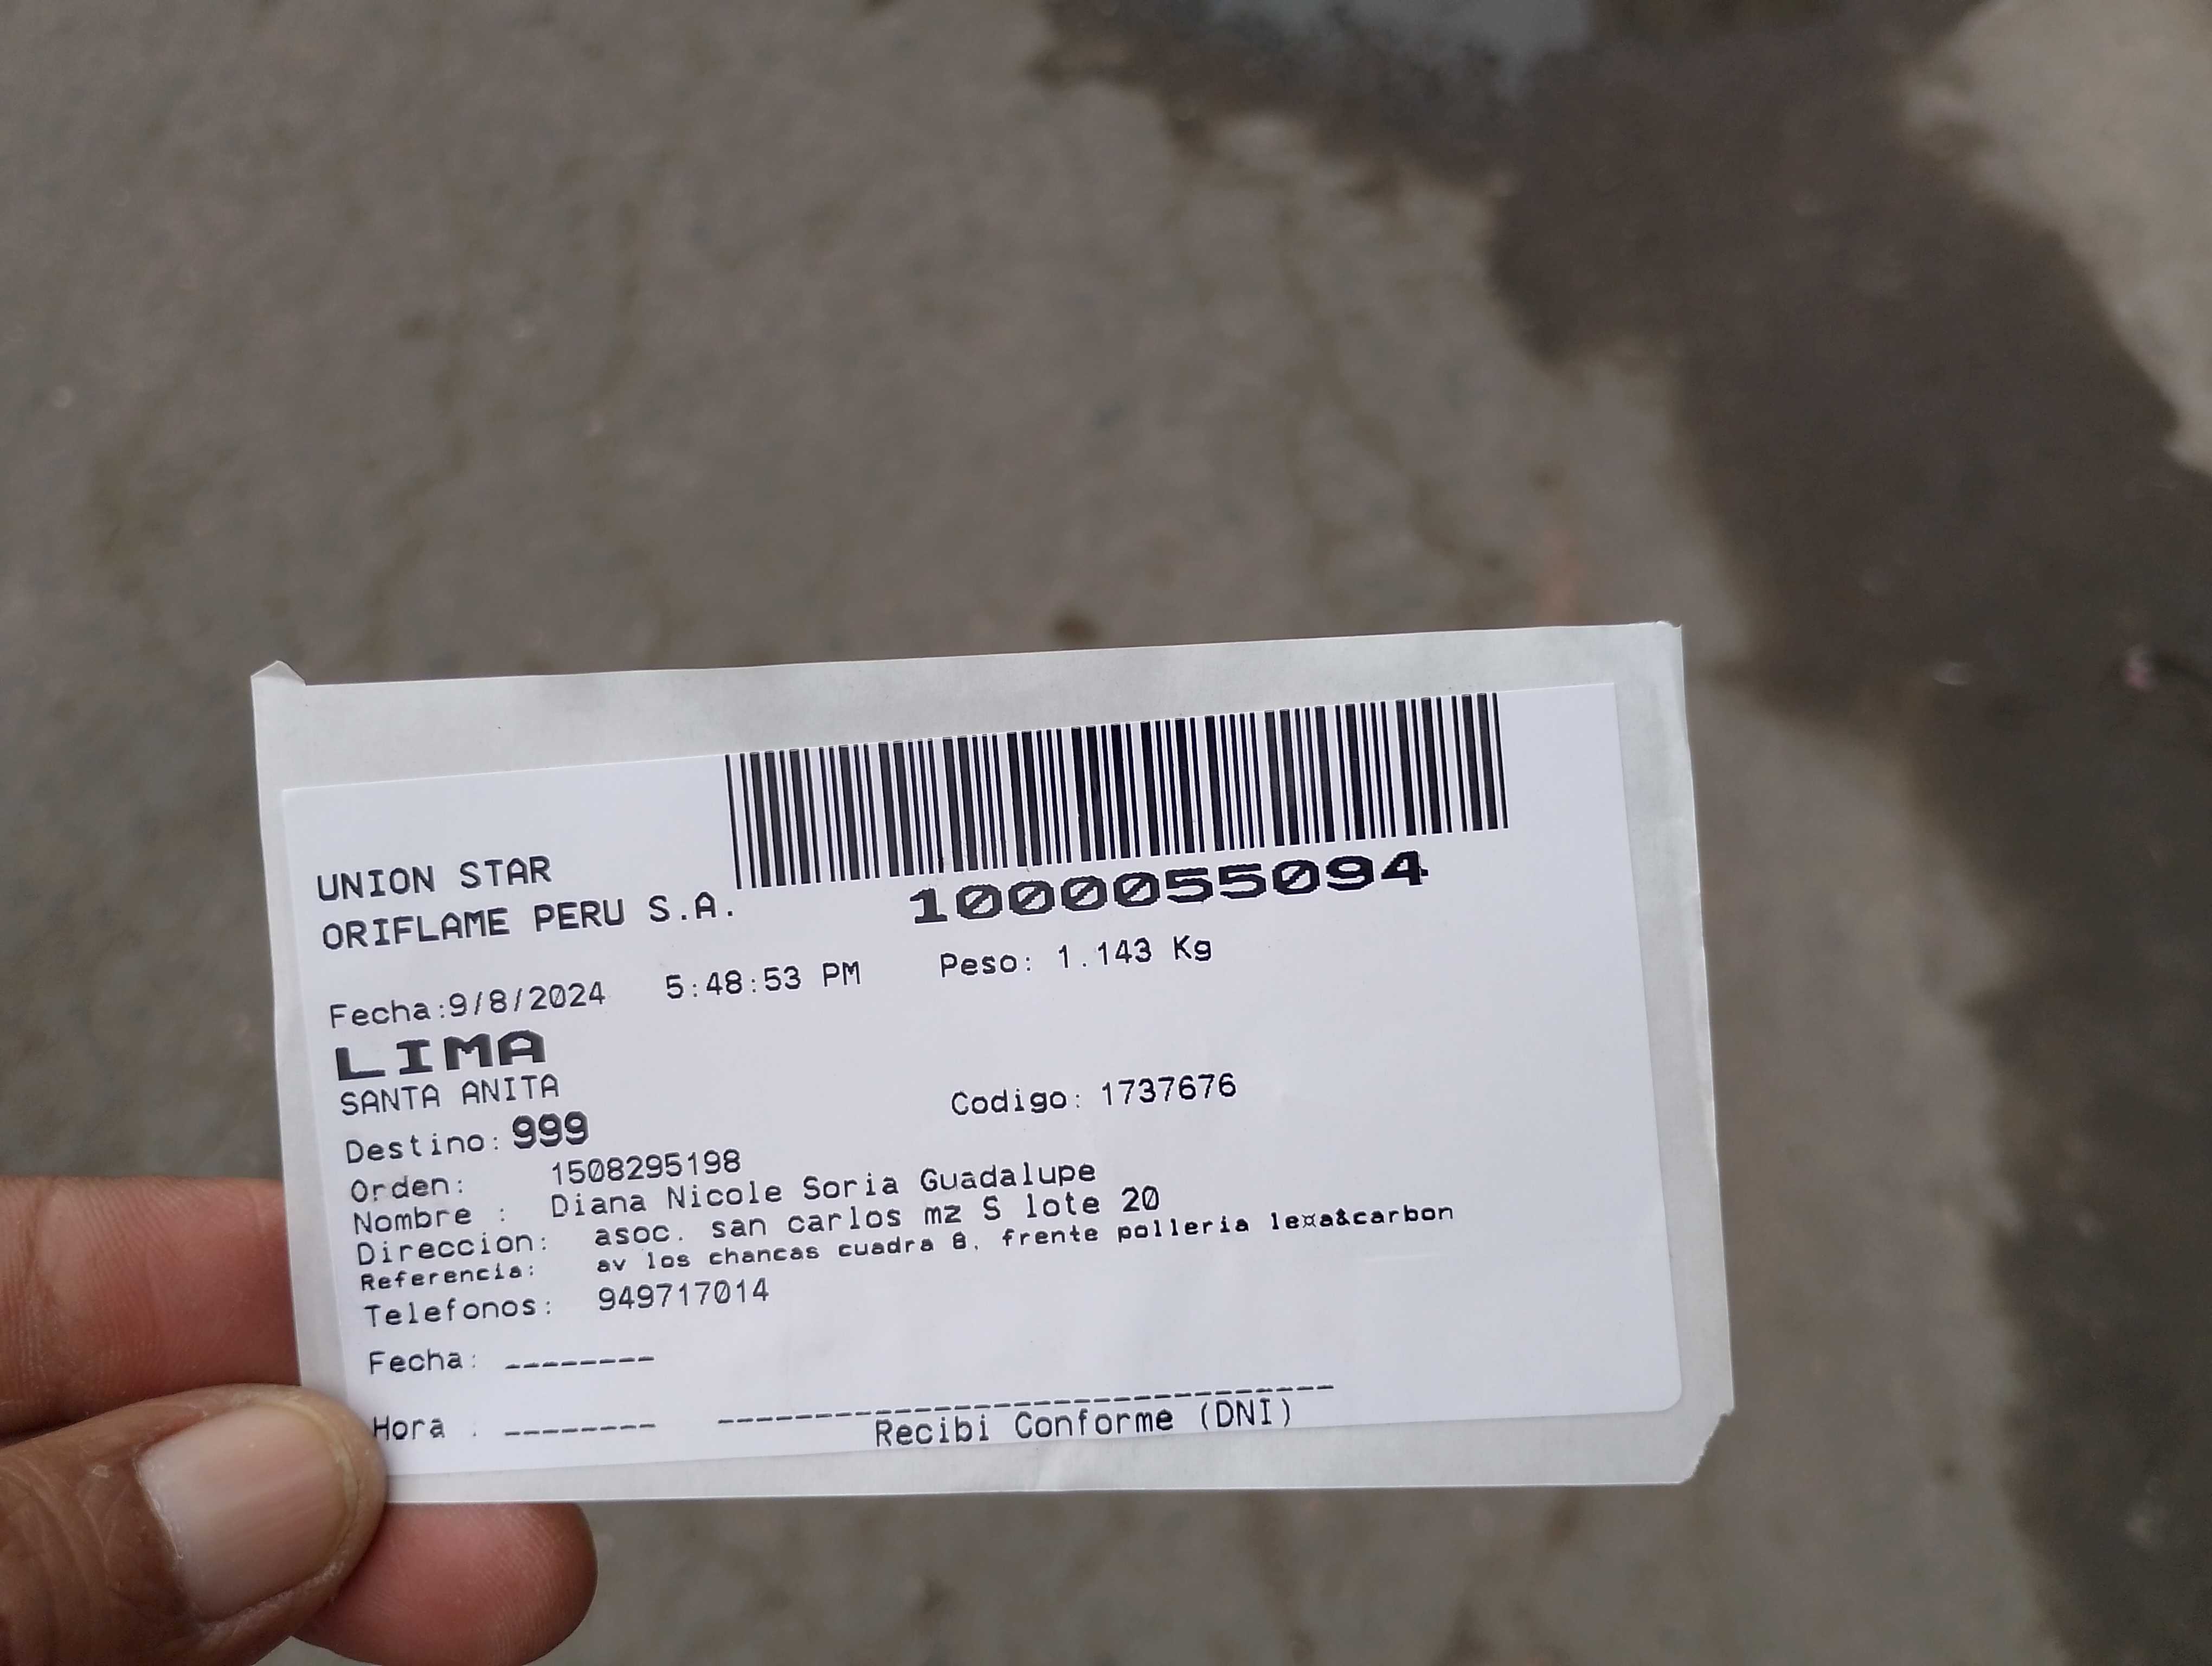 UNION STAR
ORIFLAME PERU S.A.
1000055094
Fecha:9/8/2024 5:48:53 PM Peso: 1.143 Kg
LIMA
SANTA ANITA
Destino: 999 Codigo: 1737676
Orden: 1508295198
Nombre : Diana Nicole Soria Guadalupe
Direccion: asoc. san carlos mz S lote 20
Referencia: av los chancas cuadra 8, frente polleria lexa&carbon
Telefonos: 949717014
Fecha: --------
Hora : --------
Recibi Conforme (DNI)